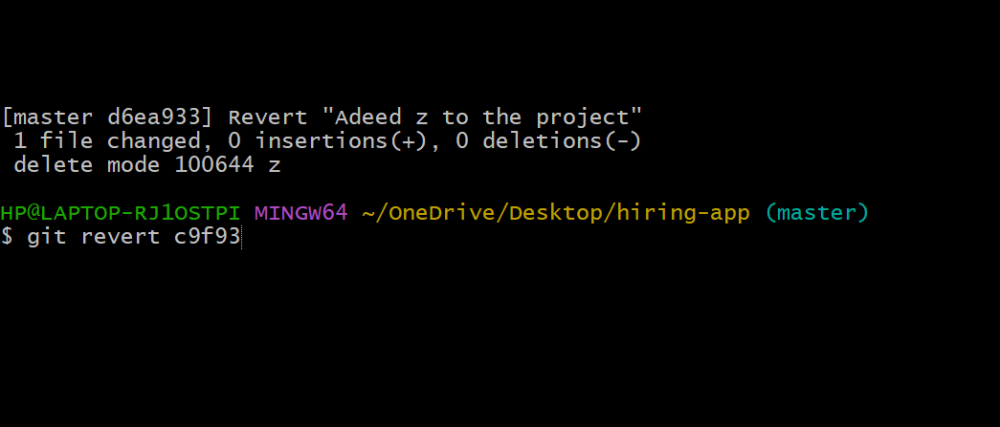 [master d6ea933] Revert "Adeed z to the project"
 1 file changed, 0 insertions(+), 0 deletions(-)
 delete mode 100644 z
HP@LAPTOP-RJ1OSTPI MINGW64 ~/OneDrive/Desktop/hiring-app (master)
$ git revert c9f93